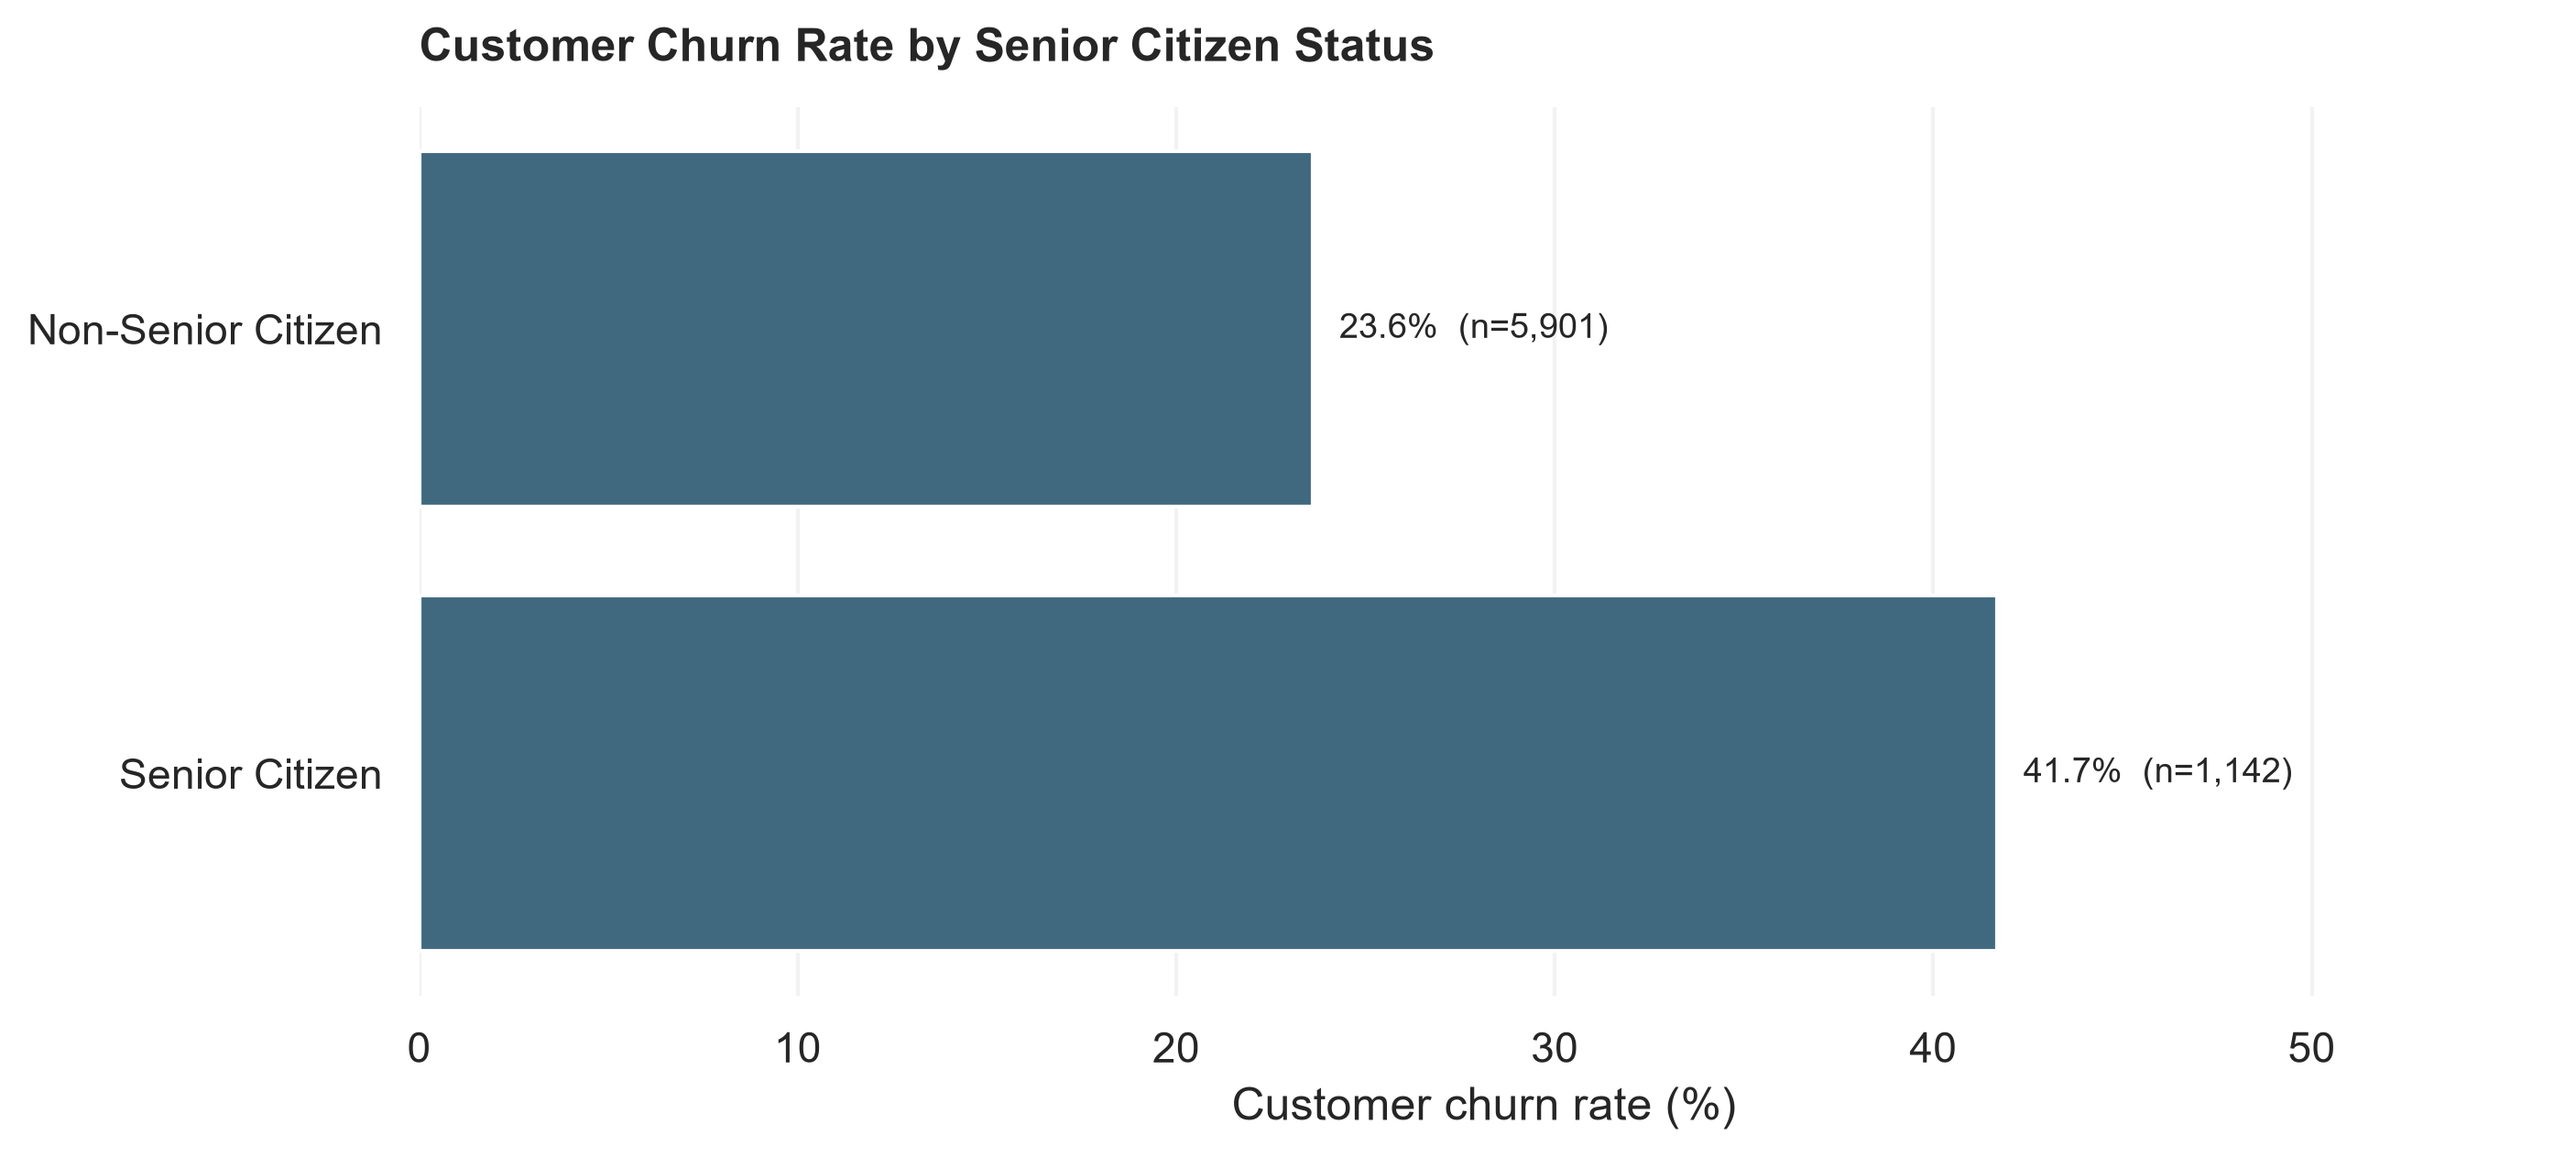 Customer Churn Rate by Senior Citizen Status
Non-Senior Citizen
23.6%  (n=5,901)
Senior Citizen
41.7%  (n=1,142)
0 10 20 30 40 50
Customer churn rate (%)